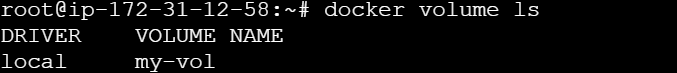 root@ip-172-31-12-58:~# docker volume ls
DRIVER    VOLUME NAME
local     my-vol